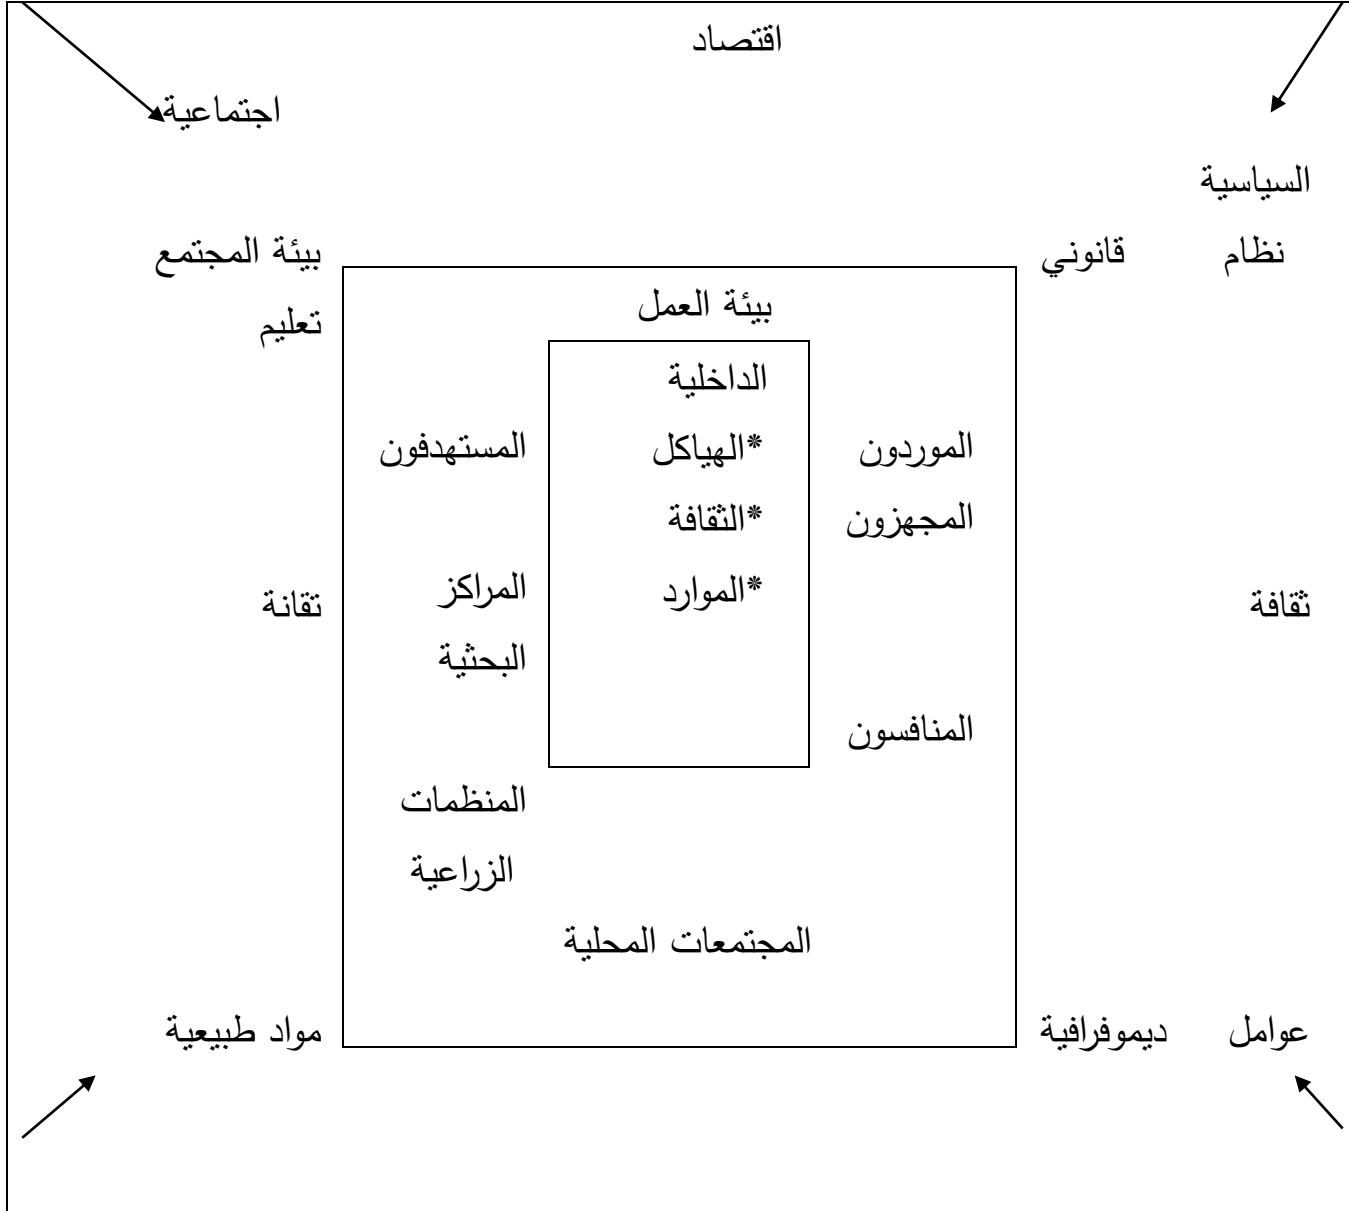 اقتصاد
اجتماعية
السياسية
نظام قانوني
بيئة المجتمع
بيئة العمل
تعليم
الداخلية
الموردون
*الهياكل
المستهدفون
المجهزون
*الثقافة
*الموارد
المراكز
ثقافة
تقانة
البحثية
المنافسون
المنظمات
الزراعية
المجتمعات المحلية
عوامل ديموفرافية
مواد طبيعية